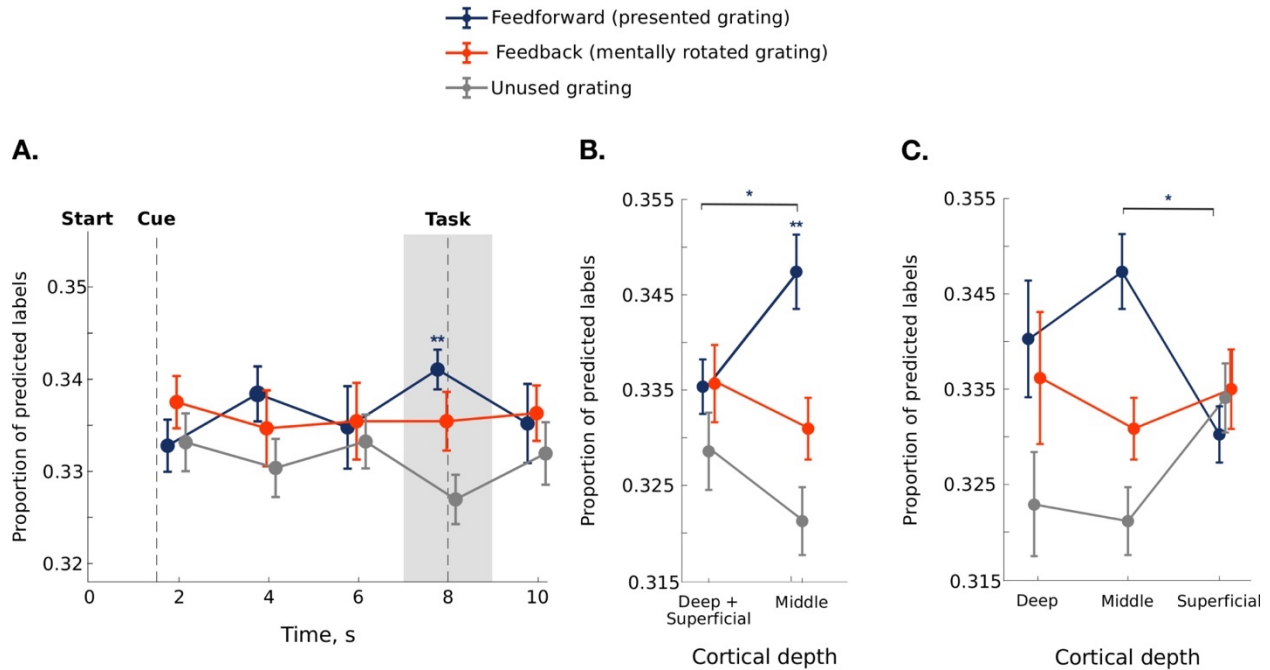 Feedforward (presented grating)
Feedback (mentally rotated grating)
Unused grating
A.
Start Cue Task
**
Proportion of predicted labels
0.35
0.34
0.33
0.32
0 2 4 6 8 10
Time, s
B.
*
**
Proportion of predicted labels
0.355
0.345
0.335
0.325
0.315
Deep + Middle
Superficial
Cortical depth
C.
*
Proportion of predicted labels
0.355
0.345
0.335
0.325
0.315
Deep Middle Superficial
Cortical depth